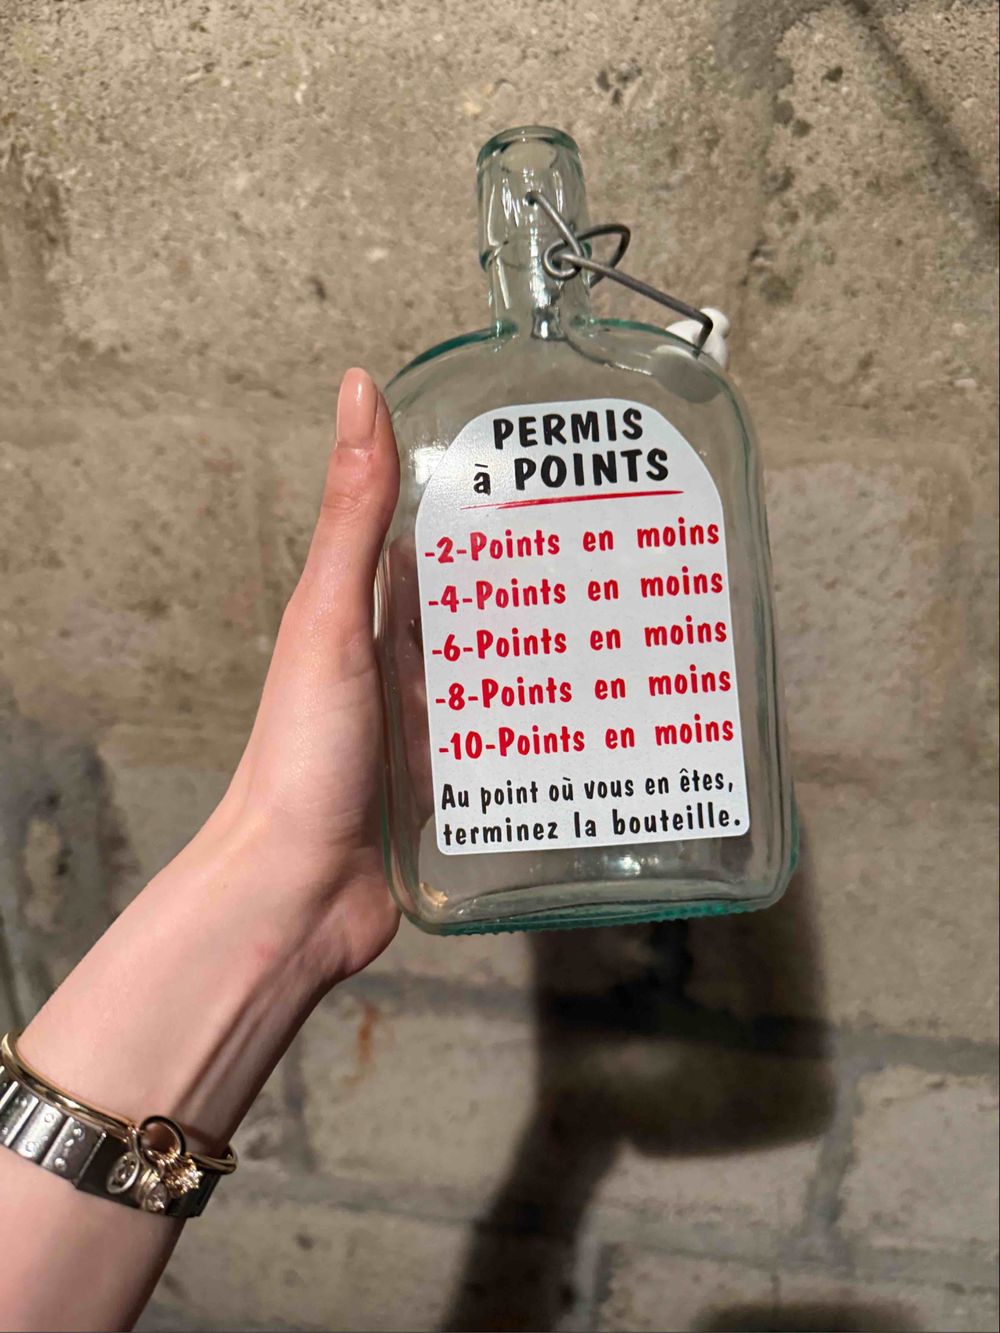 PERMIS
à POINTS
-2-Points en moins
-4-Points en moins
-6-Points en moins
-8-Points en moins
-10-Points en moins
Au point où vous en êtes,
terminez la bouteille.